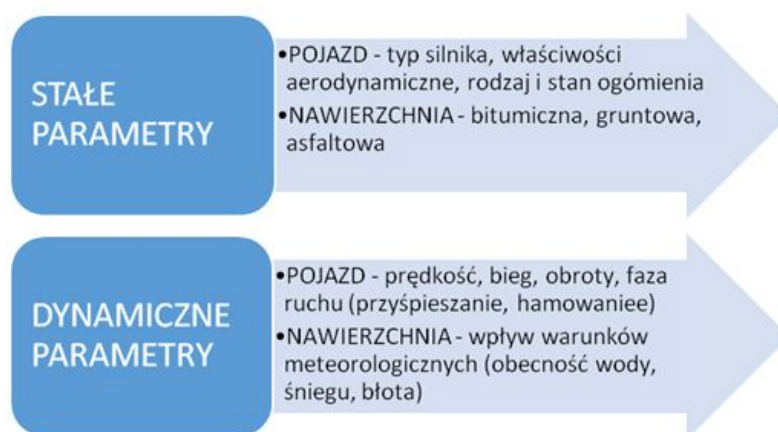 STAŁE
PARAMETRY
•POJAZD - typ silnika, właściwości
aerodynamiczne, rodzaj i stan ogómienia
•NAWIERZCHNIA - bitumiczna, gruntowa,
asfaltowa
DYNAMICZNE
PARAMETRY
•POJAZD - prędkość, bieg, obroty, faza
ruchu (przyśpieszanie, hamowaniee)
•NAWIERZCHNIA - wpływ warunków
meteorologicznych (obecność wody,
śniegu, błota)